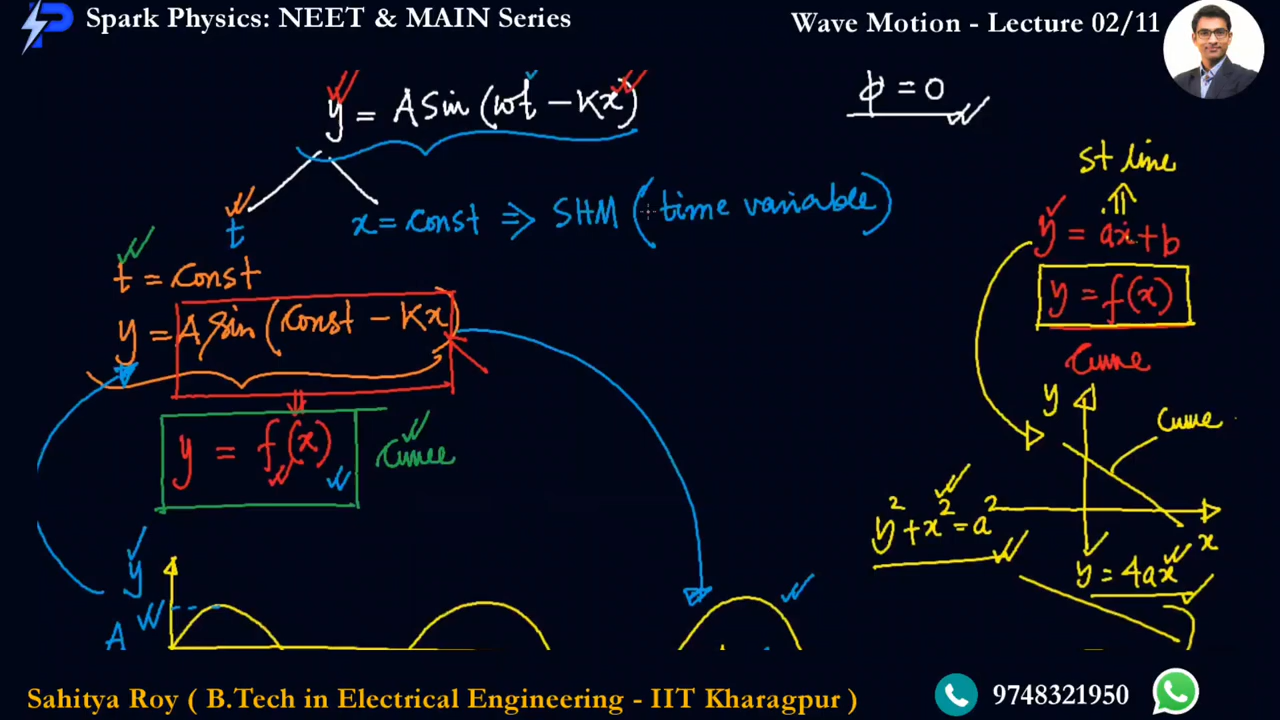 Spark Physics: NEET & MAIN Series
Wave Motion - Lecture 02/11
y = A Sin (ωt - Kx)
ϕ = 0
t
x = Const ⇒ SHM (time variable)
t = Const
y = A Sin (Const - Kx)
y = f(x) Curve
A
y
St line
⇑
y = ax + b
y = f(x)
Curve
y
Curve
x
y² + x² = a²
y = 4ax
Sahitya Roy ( B.Tech in Electrical Engineering - IIT Kharagpur )
9748321950